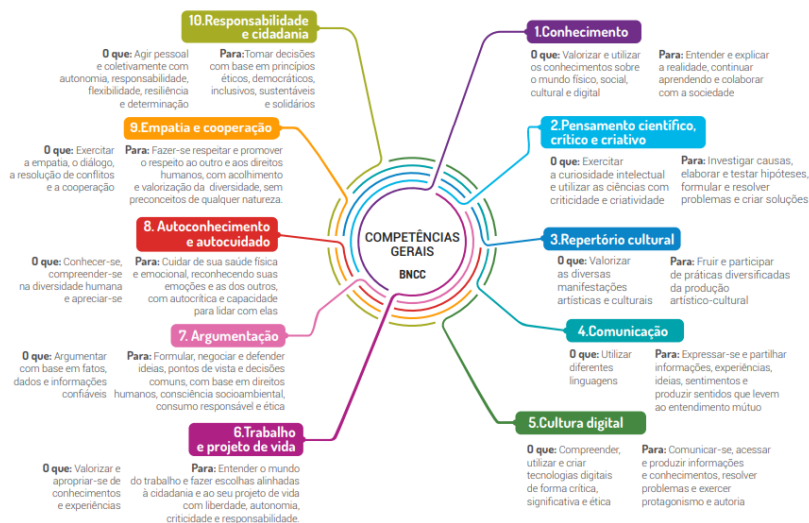 COMPETÊNCIAS
GERAIS
BNCC
1.Conhecimento
O que: Valorizar e utilizar
os conhecimentos sobre
o mundo físico, social,
cultural e digital
Para: Entender e explicar
a realidade, continuar
aprendendo e colaborar
com a sociedade
2.Pensamento científico,
crítico e criativo
O que: Exercitar
a curiosidade intelectual
e utilizar as ciências com
criticidade e criatividade
Para: Investigar causas,
elaborar e testar hipóteses,
formular e resolver
problemas e criar soluções
3.Repertório cultural
O que: Valorizar
as diversas
manifestações
artísticas e culturais
Para: Fruir e participar
de práticas diversificadas
da produção
artístico-cultural
4.Comunicação
O que: Utilizar
diferentes
linguagens
Para: Expressar-se e partilhar
informações, experiências,
ideias, sentimentos e
produzir sentidos que levem
ao entendimento mútuo
5.Cultura digital
O que: Compreender,
utilizar e criar
tecnologias digitais
de forma crítica,
significativa e ética
Para: Comunicar-se, acessar
e produzir informações
e conhecimentos, resolver
problemas e exercer
protagonismo e autoria
6.Trabalho
e projeto de vida
O que: Valorizar e
apropriar-se de
conhecimentos
e experiências
Para: Entender o mundo
do trabalho e fazer escolhas alinhadas
à cidadania e ao seu projeto de vida
com liberdade, autonomia,
criticidade e responsabilidade.
7. Argumentação
O que: Argumentar
com base em fatos,
dados e informações
confiáveis
Para: Formular, negociar e defender
ideias, pontos de vista e decisões
comuns, com base em direitos
humanos, consciência socioambiental,
consumo responsável e ética
8. Autoconhecimento
e autocuidado
O que: Conhecer-se,
compreender-se
na diversidade humana
e apreciar-se
Para: Cuidar de sua saúde física
e emocional, reconhecendo suas
emoções e as dos outros,
com autocrítica e capacidade
para lidar com elas
9.Empatia e cooperação
O que: Exercitar
a empatia, o diálogo,
a resolução de conflitos
e a cooperação
Para: Fazer-se respeitar e promover
o respeito ao outro e aos direitos
humanos, com acolhimento
e valorização da diversidade, sem
preconceitos de qualquer natureza.
10.Responsabilidade
e cidadania
O que: Agir pessoal
e coletivamente com
autonomia, responsabilidade,
flexibilidade, resiliência
e determinação
Para:Tomar decisões
com base em princípios
éticos, democráticos,
inclusivos, sustentáveis
e solidários